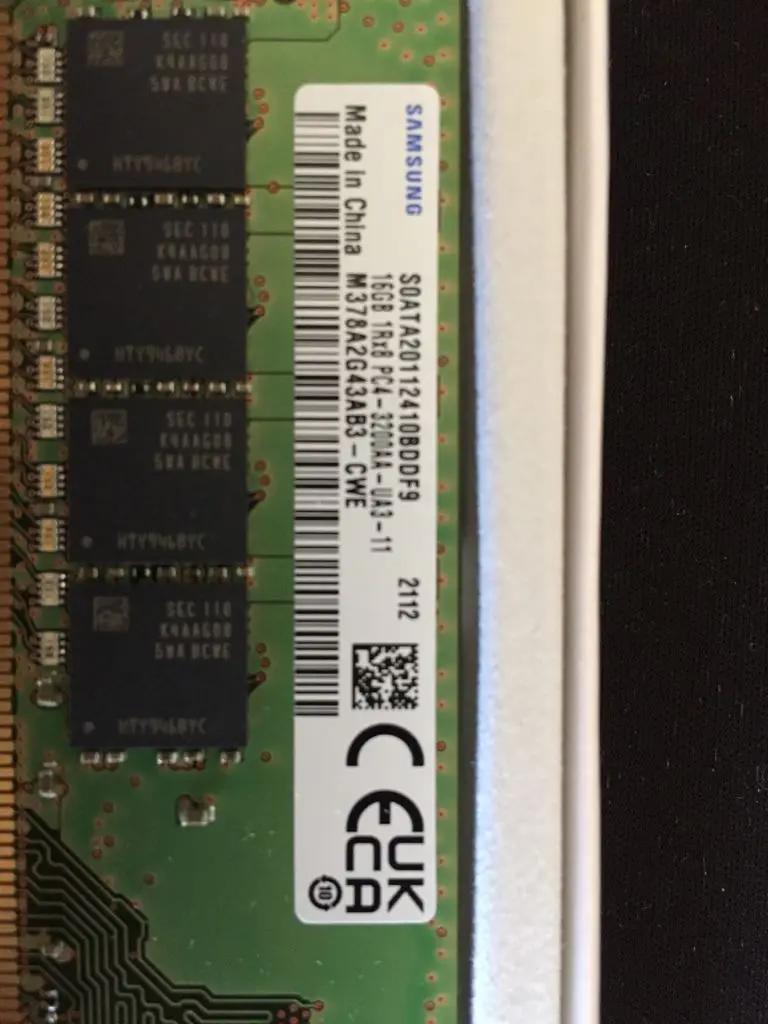 SAMSUNG
S0ATA20112410BDDF9 2112
16GB 1Rx8 PC4-3200AA-UA3-11
Made in China M378A2G43AB3-CWE
CE
UK
CA
10
SEC 110
K4AAG08
5WA BCWE
SEC 110
K4AAG08
5WA BCWE
SEC 110
K4AAG08
5WA BCWE
SEC 110
K4AAG08
5WA BCWE